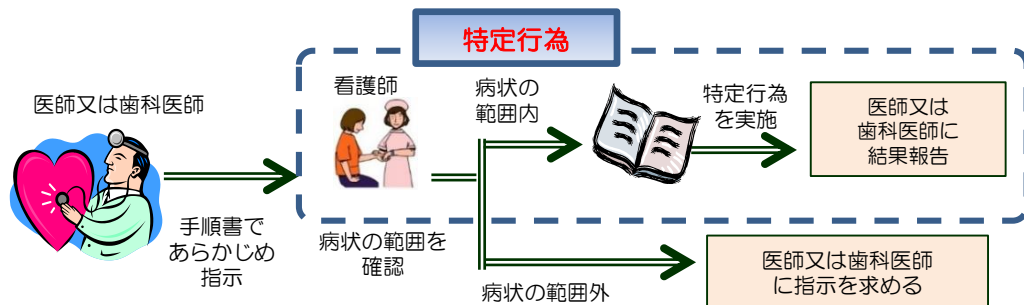 特定行為
医師又は歯科医師
看護師
病状の
範囲内
特定行為
を実施
医師又は
歯科医師に
結果報告
手順書で
あらかじめ
指示
病状の範囲を
確認
病状の範囲外
医師又は歯科医師
に指示を求める